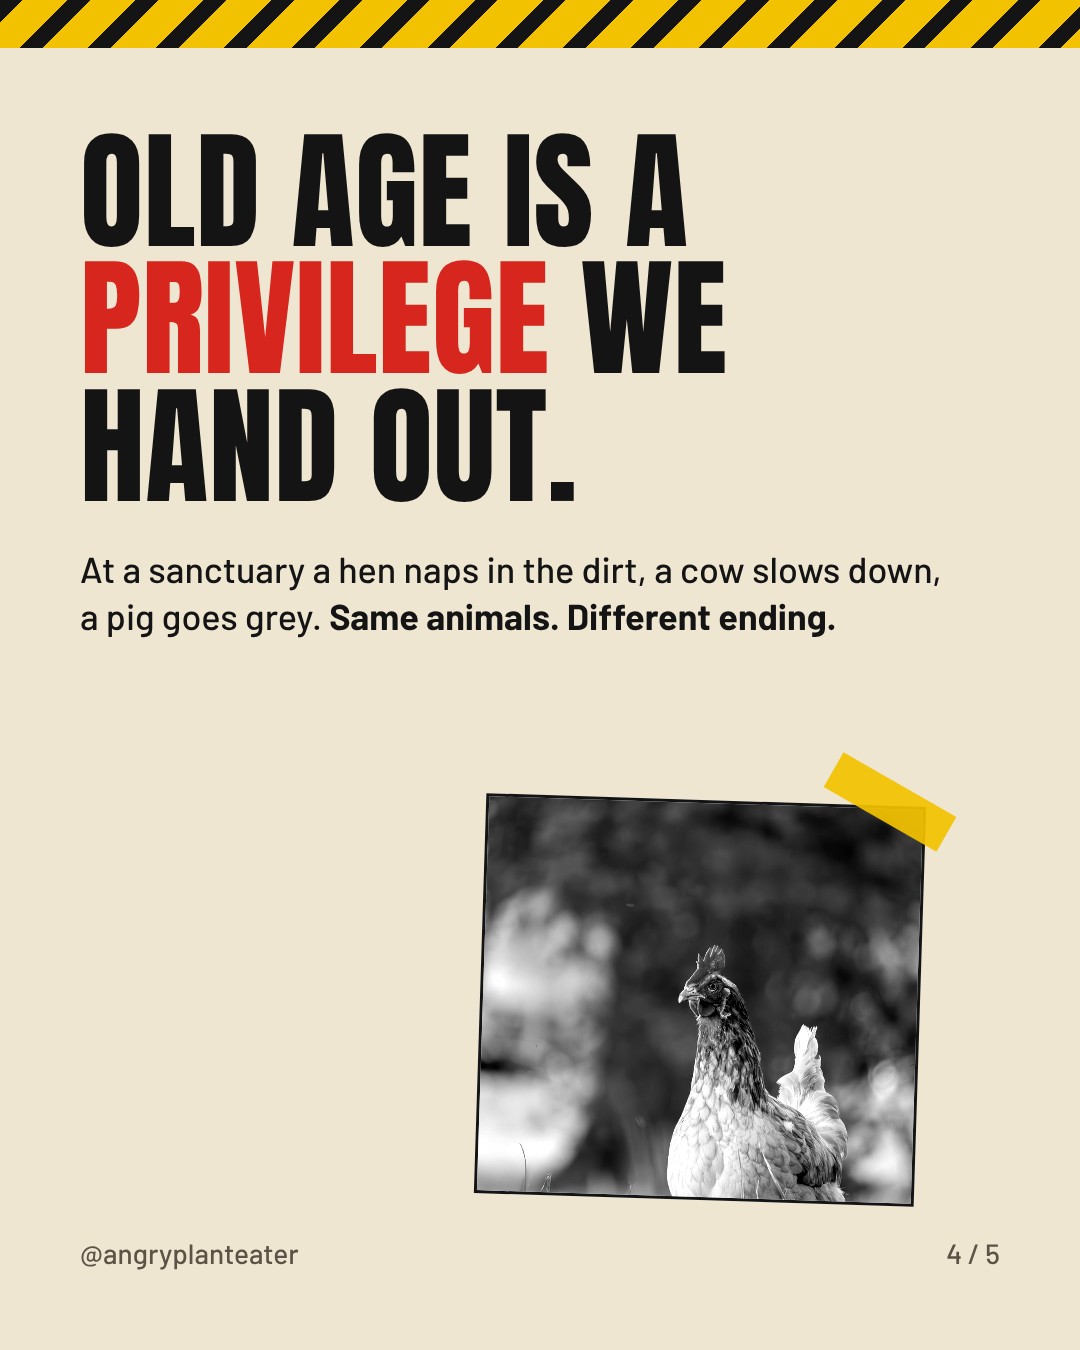 OLD AGE IS A
PRIVILEGE WE
HAND OUT.
At a sanctuary a hen naps in the dirt, a cow slows down,
a pig goes grey. Same animals. Different ending.
@angryplanteater
4 / 5